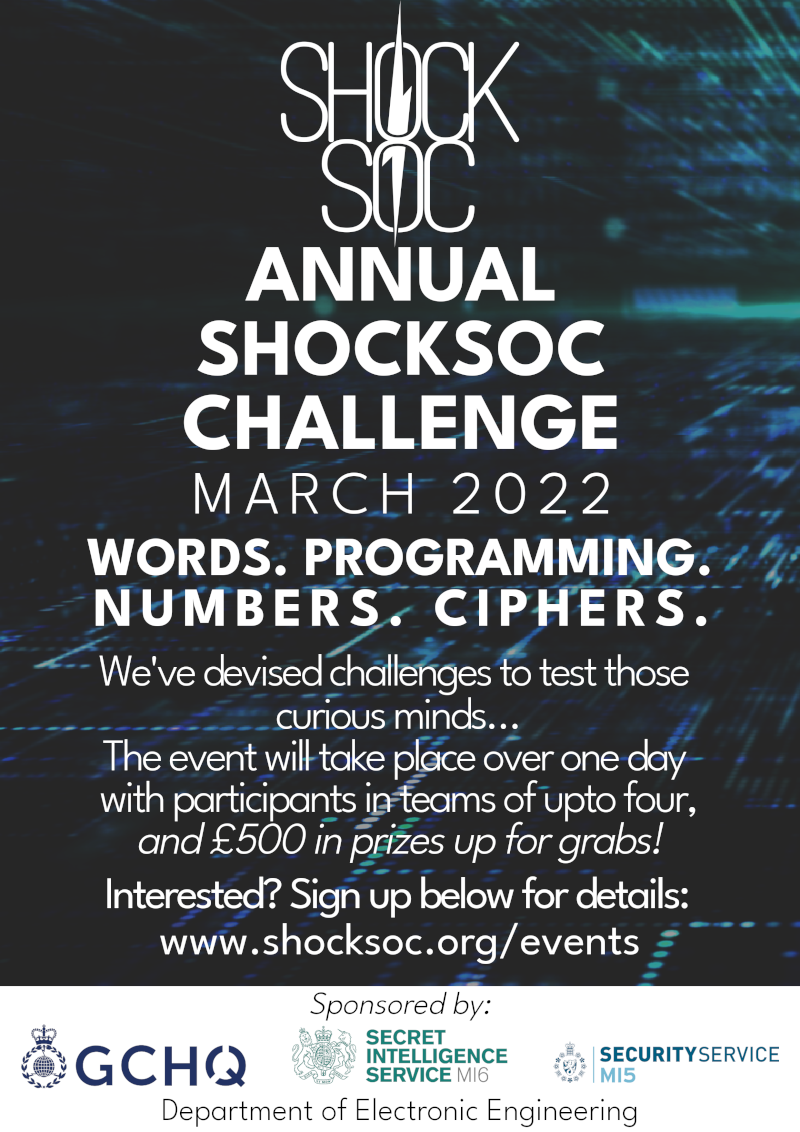 SHOCK
SOC
ANNUAL
SHOCKSOC
CHALLENGE
MARCH 2022
WORDS. PROGRAMMING.
NUMBERS. CIPHERS.
We've devised challenges to test those
curious minds...
The event will take place over one day
with participants in teams of upto four,
and £500 in prizes up for grabs!
Interested? Sign up below for details:
www.shocksoc.org/events
Sponsored by:
GCHQ
SECRET
INTELLIGENCE
SERVICE MI6
SECURITYSERVICE
MI5
Department of Electronic Engineering